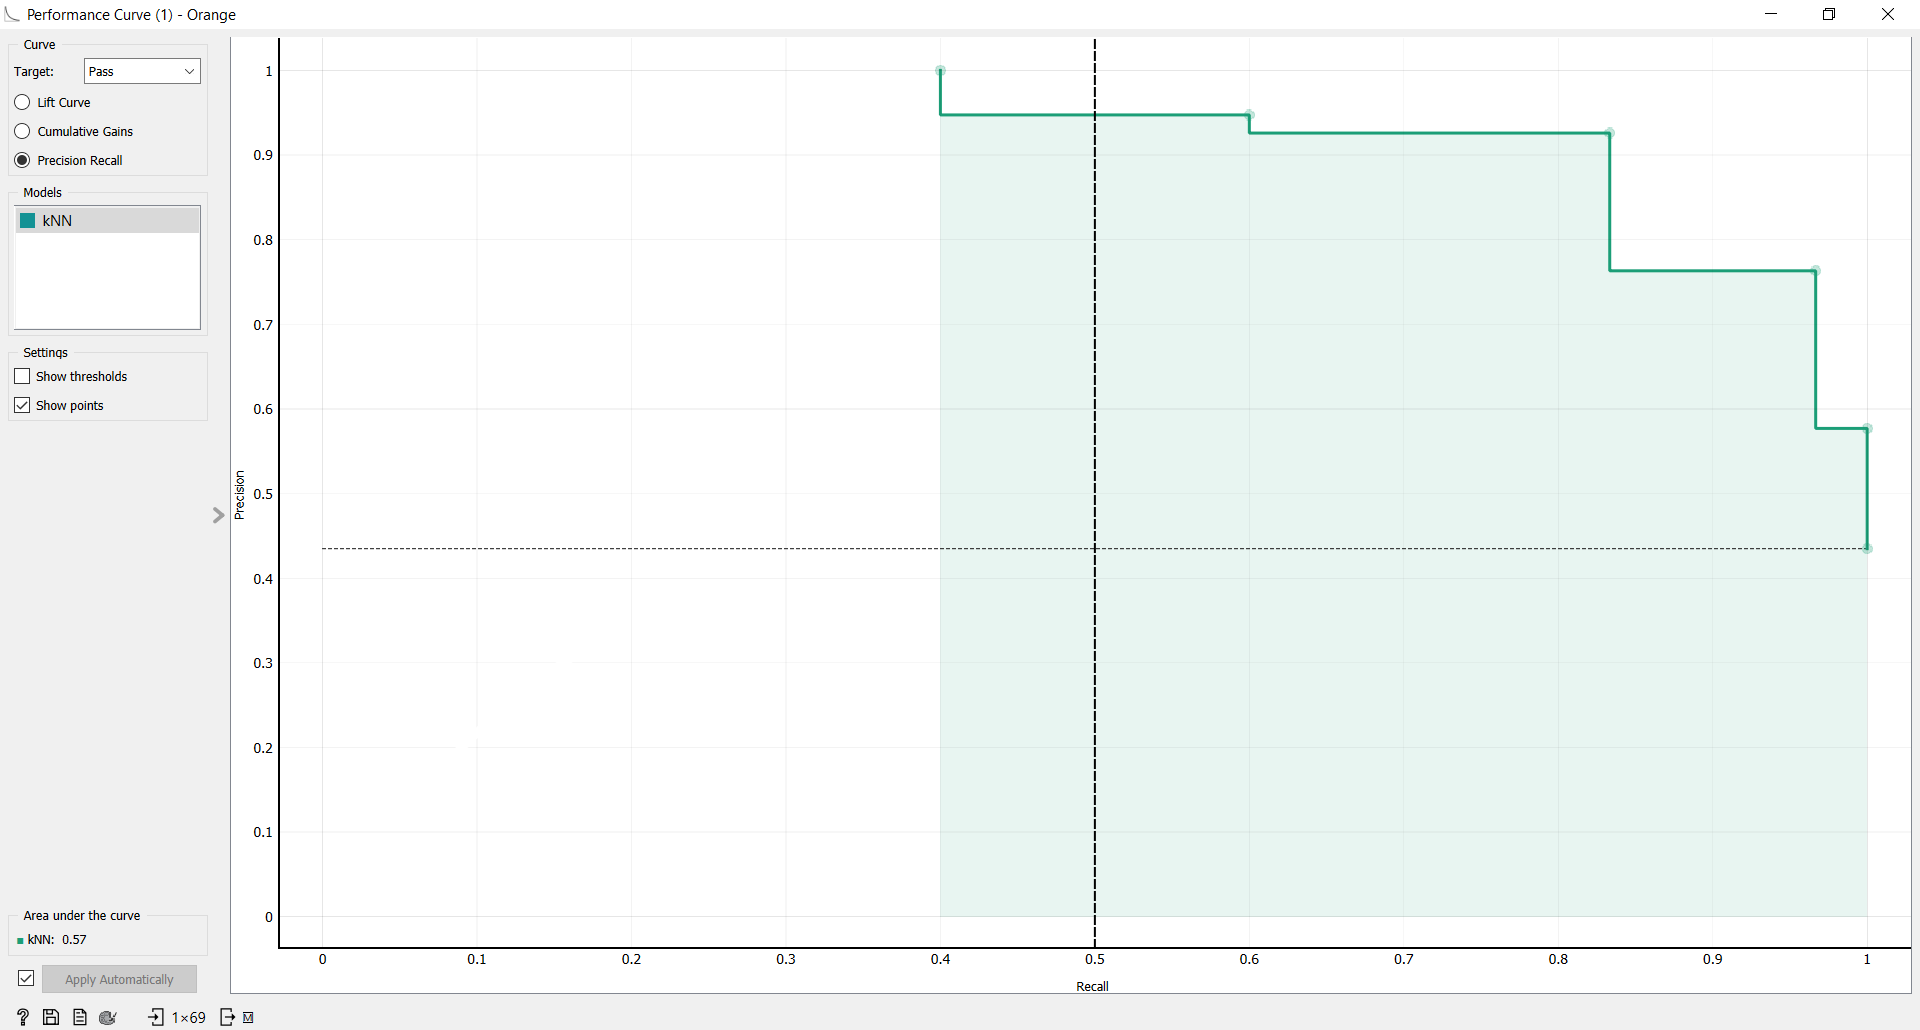 Performance Curve (1) - Orange
Curve
Target: Pass
Lift Curve
Cumulative Gains
Precision Recall
Models
kNN
Settings
Show thresholds
Show points
Area under the curve
kNN: 0.57
Apply Automatically
? 1×69 M
Precision
1
0.9
0.8
0.7
0.6
0.5
0.4
0.3
0.2
0.1
0
0 0.1 0.2 0.3 0.4 0.5 0.6 0.7 0.8 0.9 1
Recall